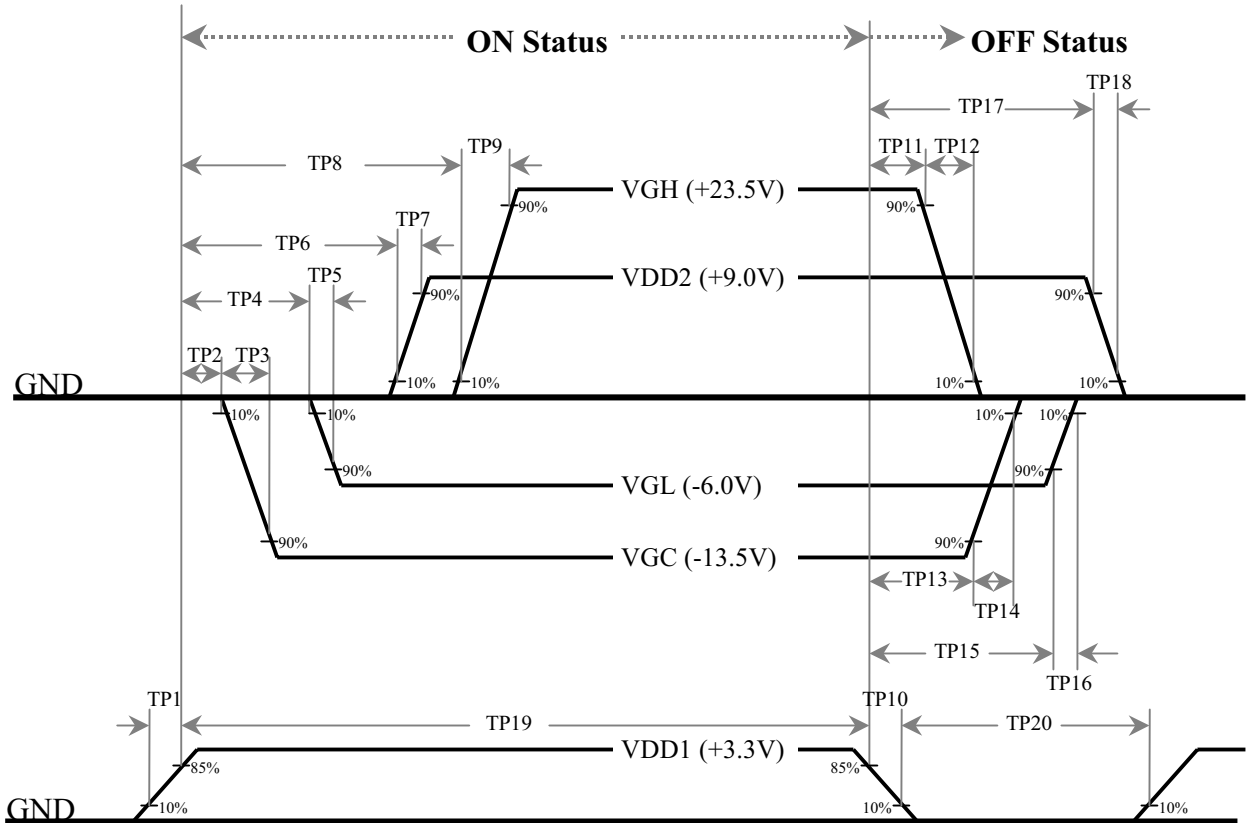 ON Status OFF Status
TP18
TP17
TP9 TP11 TP12
TP8
VGH (+23.5V)
90% 90%
TP7
TP6
TP5 VDD2 (+9.0V)
TP4 90% 90%
TP2 TP3
GND 10% 10% 10% 10%
10% 10% 10% 10%
90% 90%
VGL (-6.0V)
90% 90%
VGC (-13.5V)
TP13
TP14
TP15
TP16
TP1 TP10
TP19 TP20
VDD1 (+3.3V)
85% 85%
10% 10% 10%
GND